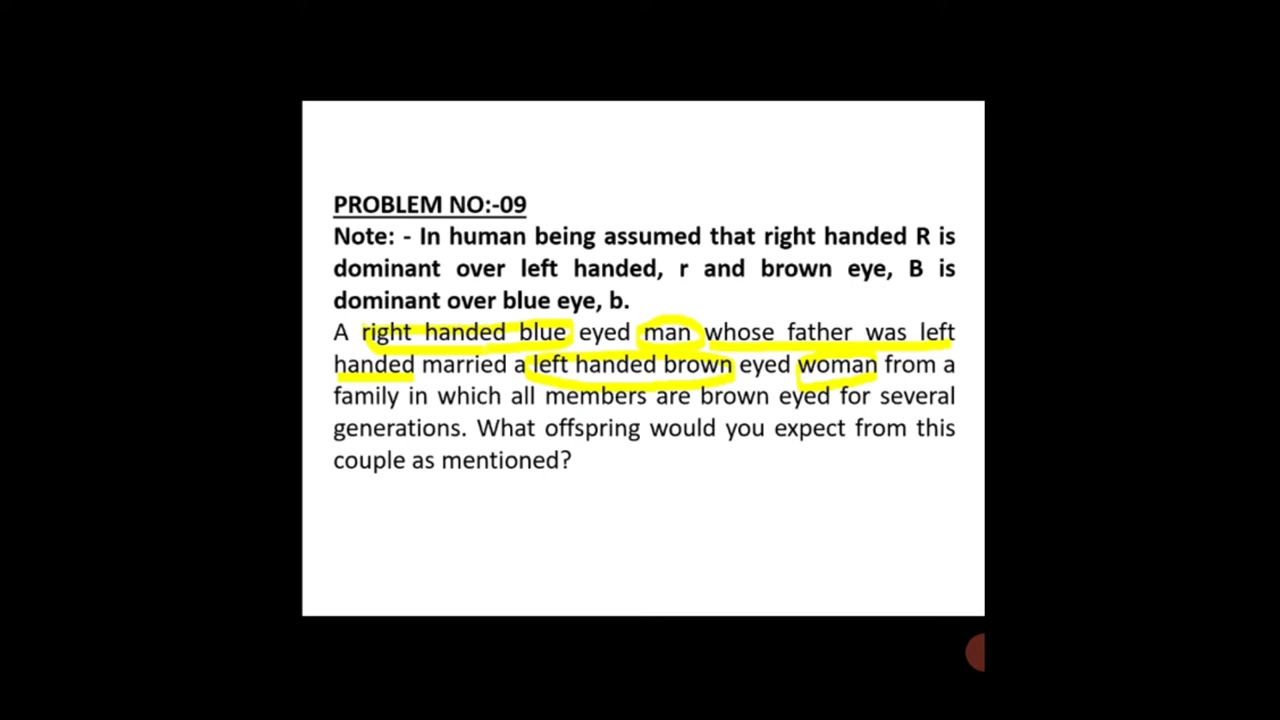 PROBLEM NO:-09
Note: - In human being assumed that right handed R is
dominant over left handed, r and brown eye, B is
dominant over blue eye, b.
A right handed blue eyed man whose father was left
handed married a left handed brown eyed woman from a
family in which all members are brown eyed for several
generations. What offspring would you expect from this
couple as mentioned?